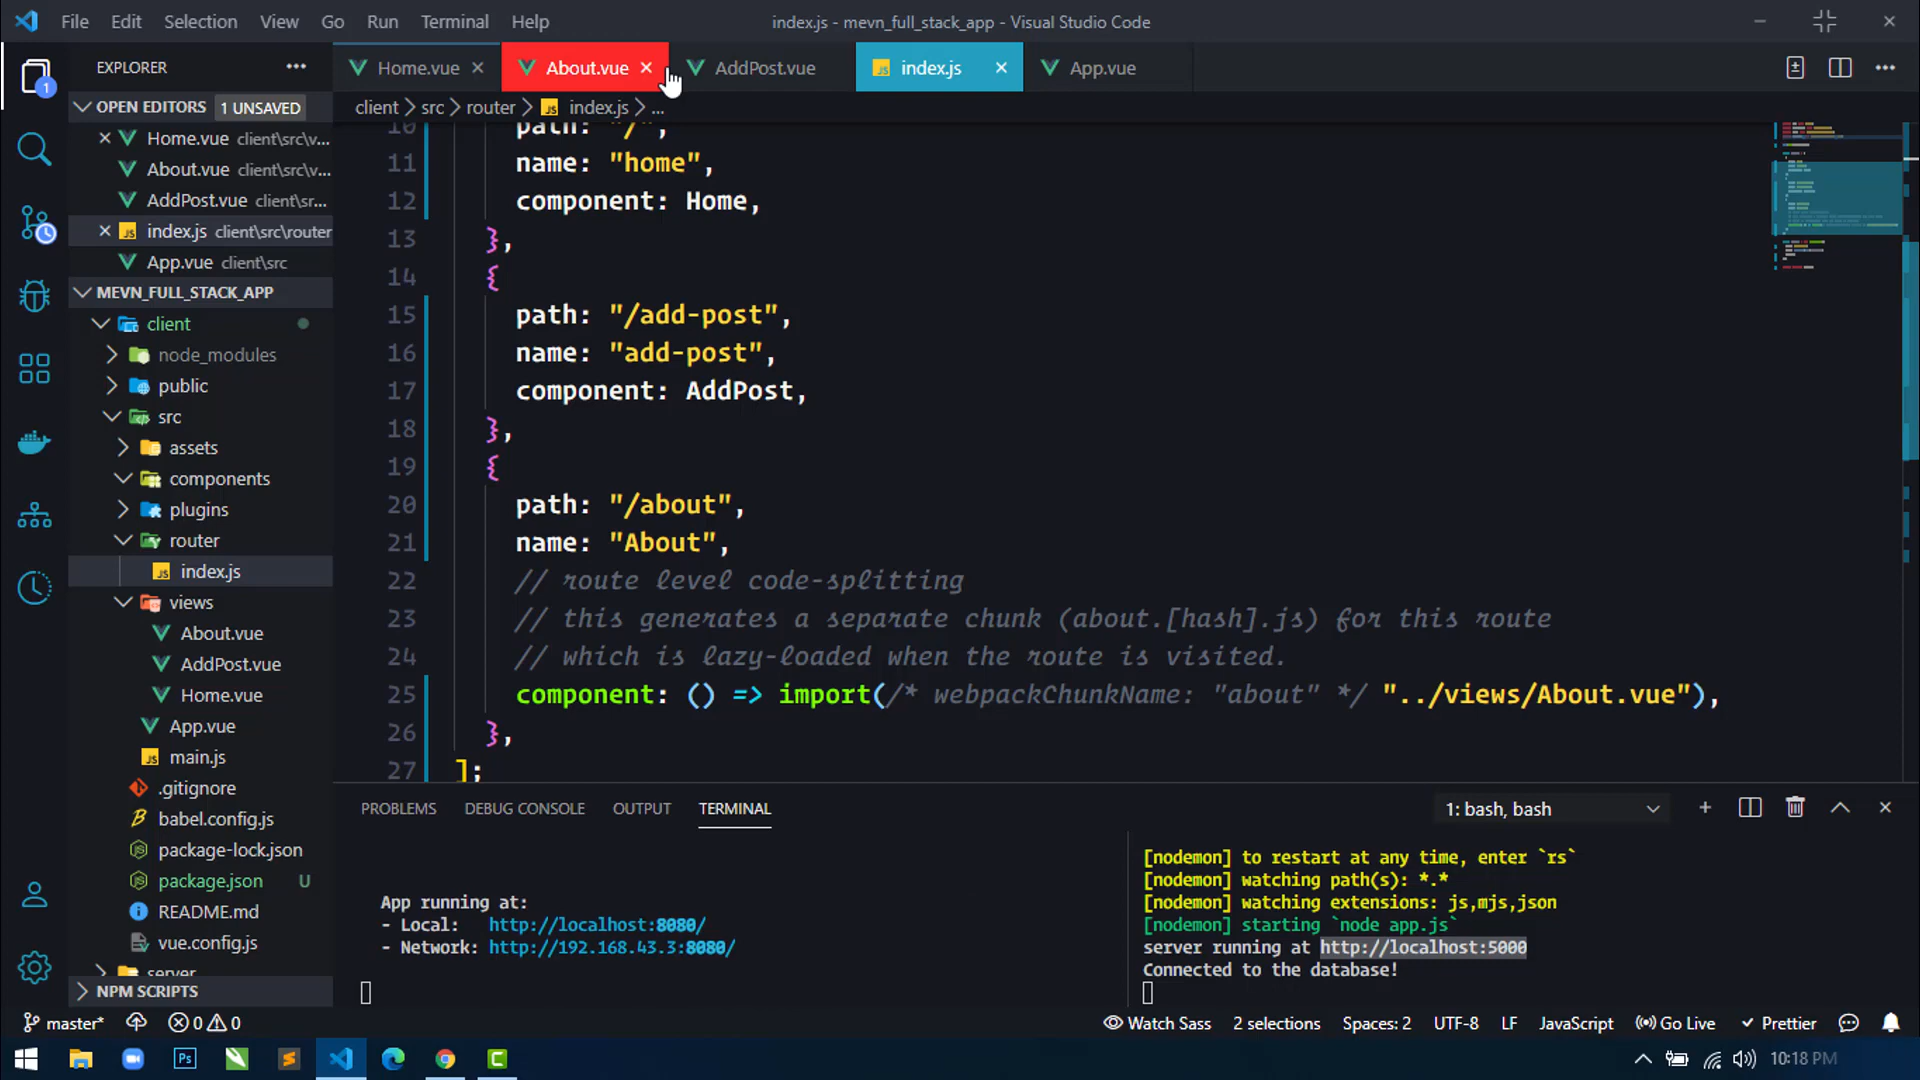 File Edit Selection View Go Run Terminal Help
index.js - mevn_full_stack_app - Visual Studio Code
EXPLORER
Home.vue About.vue AddPost.vue index.js App.vue
OPEN EDITORS 1 UNSAVED
client > src > router > index.js > ...
Home.vue client\src\v...
About.vue client\src\v...
AddPost.vue client\sr...
index.js client\src\router
App.vue client\src
MEVN_FULL_STACK_APP
client
node_modules
public
src
assets
components
plugins
router
index.js
views
About.vue
AddPost.vue
Home.vue
App.vue
main.js
.gitignore
babel.config.js
package-lock.json
package.json U
README.md
vue.config.js
server
NPM SCRIPTS
10 path: "/",
11 name: "home",
12 component: Home,
13 },
14 {
15 path: "/add-post",
16 name: "add-post",
17 component: AddPost,
18 },
19 {
20 path: "/about",
21 name: "About",
22 // route level code-splitting
23 // this generates a separate chunk (about.[hash].js) for this route
24 // which is lazy-loaded when the route is visited.
25 component: () => import(/* webpackChunkName: "about" */ "../views/About.vue"),
26 },
27 ];
PROBLEMS DEBUG CONSOLE OUTPUT TERMINAL
1: bash, bash
App running at:
- Local: http://localhost:8080/
- Network: http://192.168.43.3:8080/
[nodemon] to restart at any time, enter `rs`
[nodemon] watching path(s): *.*
[nodemon] watching extensions: js,mjs,json
[nodemon] starting `node app.js`
server running at http://localhost:5000
Connected to the database!
master* 0 0
Watch Sass 2 selections Spaces: 2 UTF-8 LF JavaScript Go Live Prettier
10:18 PM